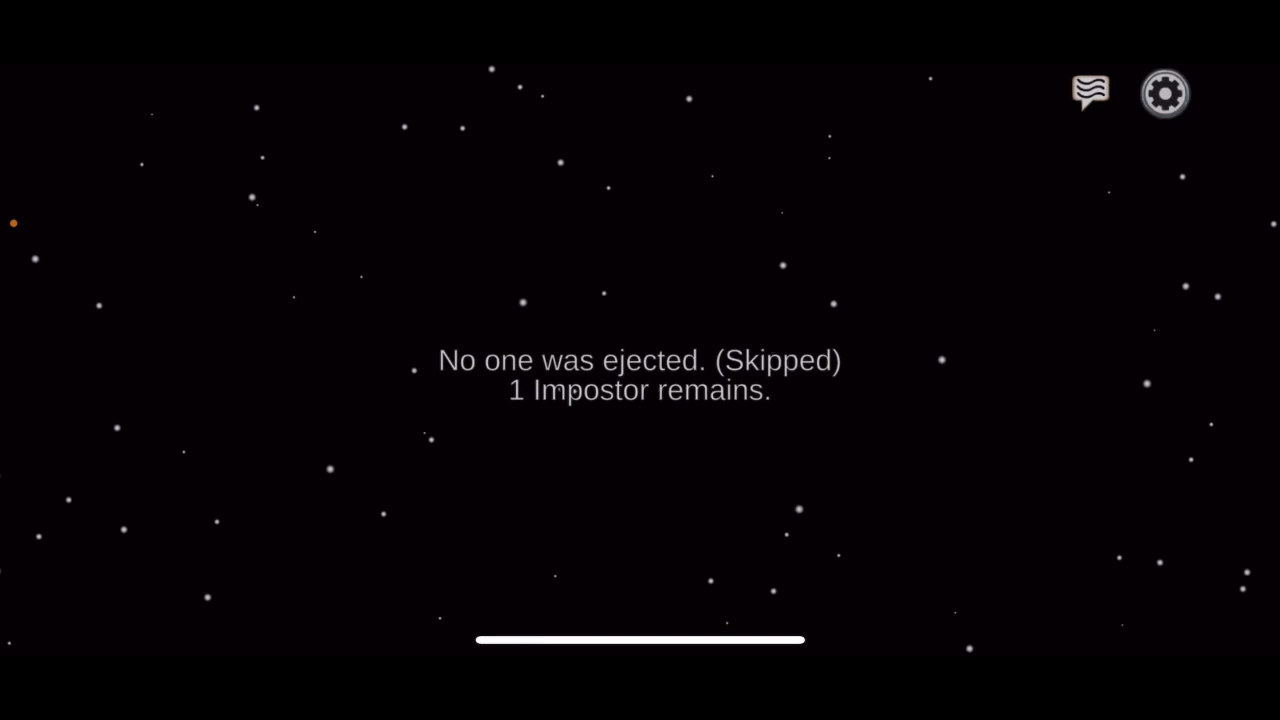 No one was ejected. (Skipped)
1 Impostor remains.